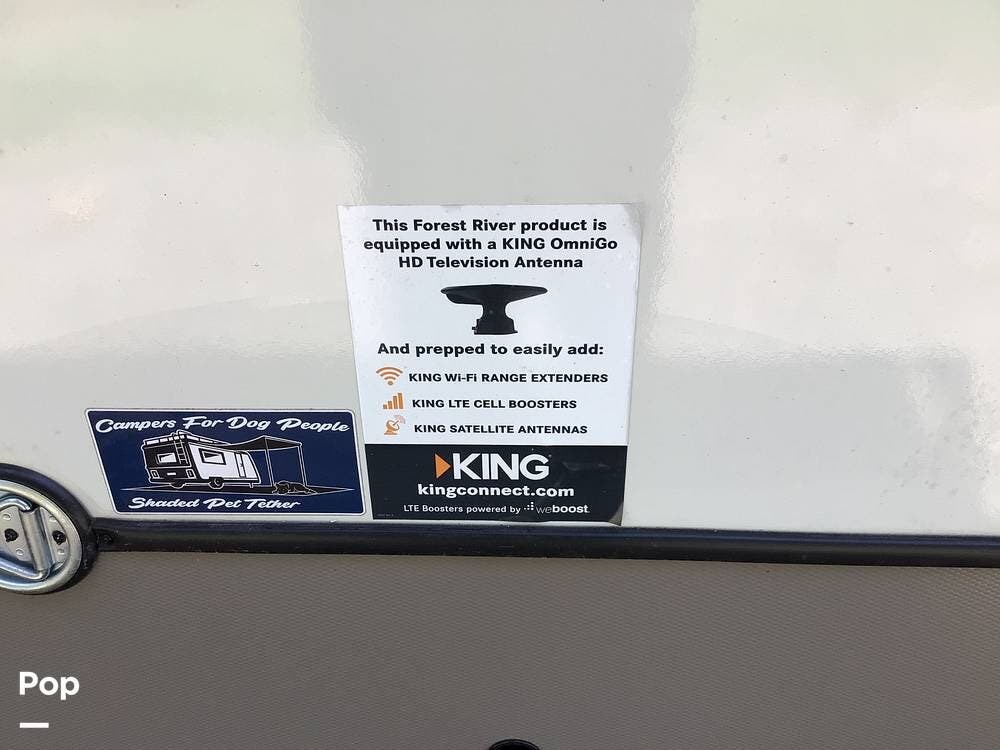 This Forest River product is
equipped with a KING OmniGo
HD Television Antenna
And prepped to easily add:
KING Wi-Fi RANGE EXTENDERS
KING LTE CELL BOOSTERS
KING SATELLITE ANTENNAS
KING
kingconnect.com
LTE Boosters powered by weboost
Campers For Dog People
Shaded Pet Tether
Pop